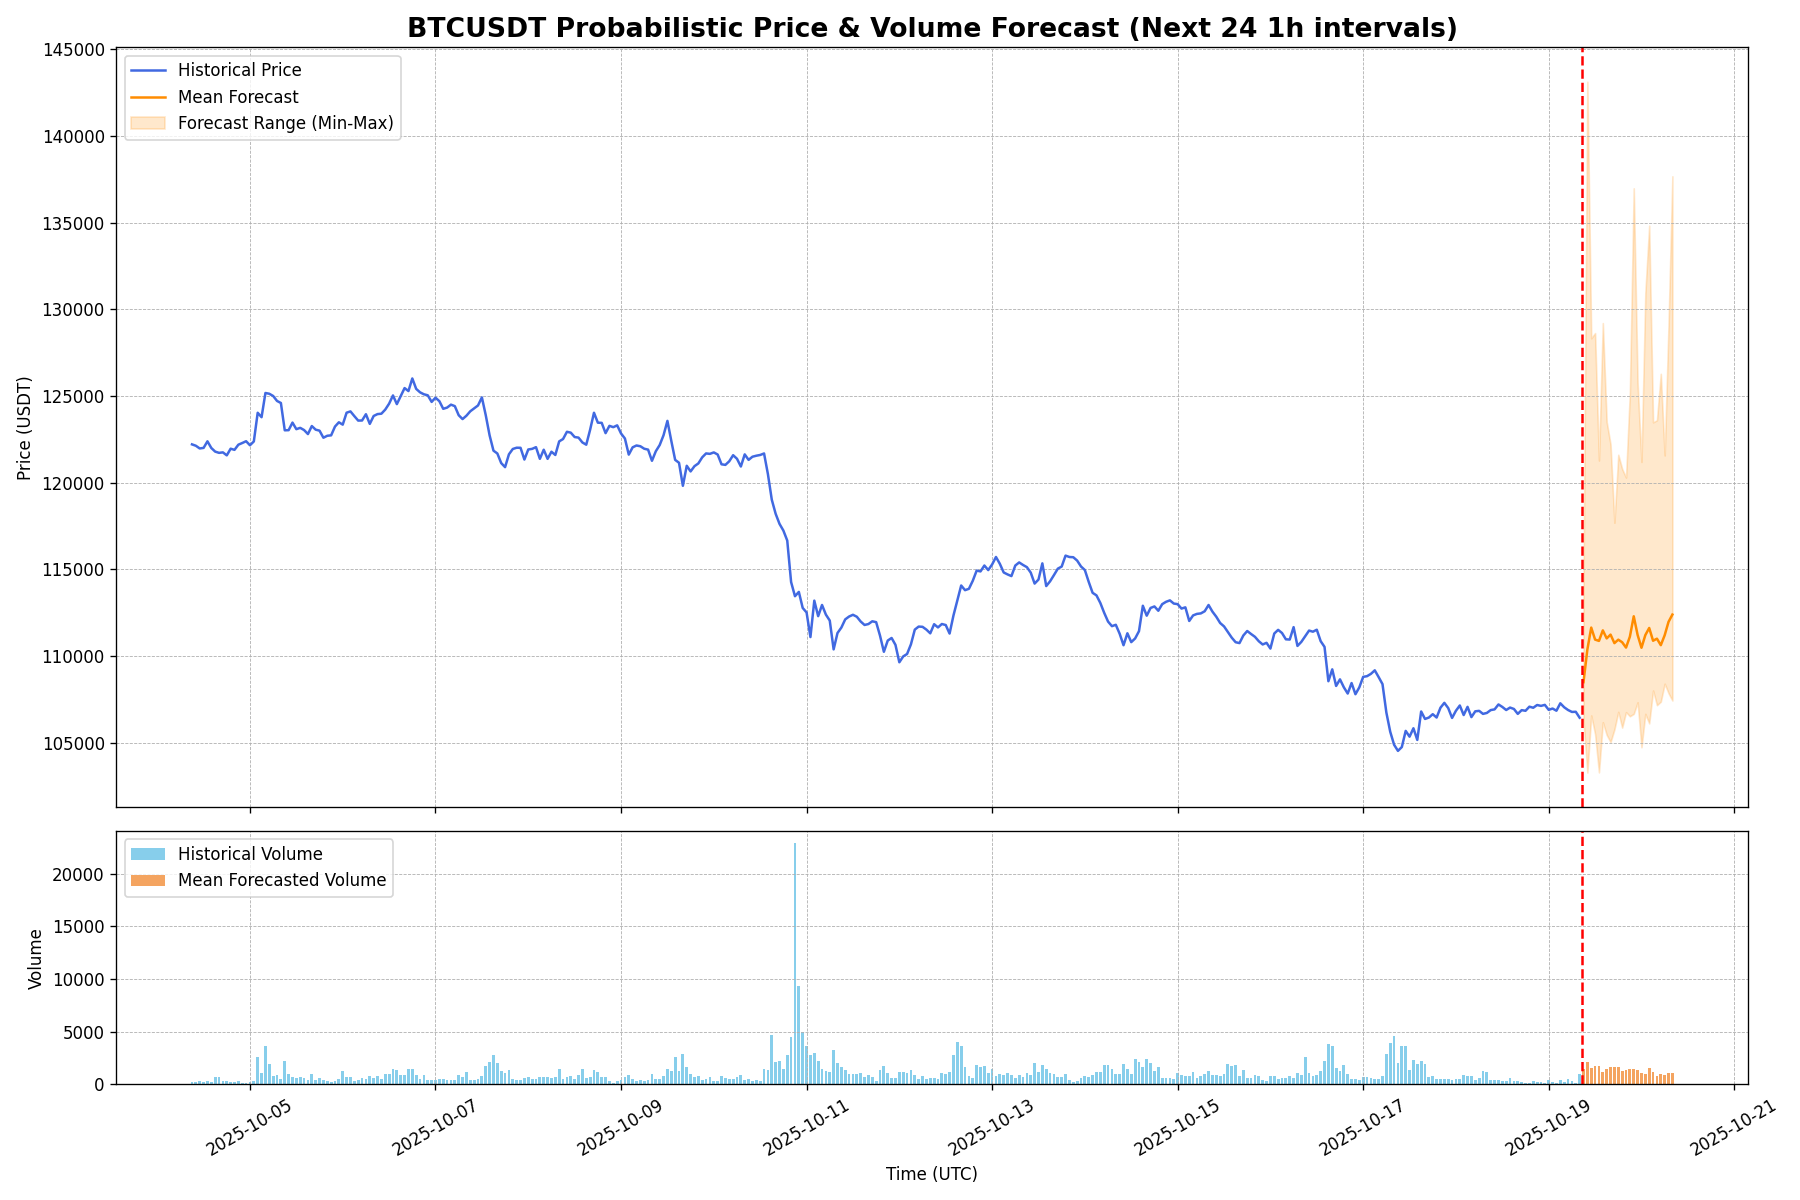 BTCUSDT Probabilistic Price & Volume Forecast (Next 24 1h intervals)
145000
140000
135000
130000
125000
120000
115000
110000
105000
Price (USDT)
Historical Price
Mean Forecast
Forecast Range (Min-Max)
20000
15000
10000
5000
0
Volume
Historical Volume
Mean Forecasted Volume
2025-10-05
2025-10-07
2025-10-09
2025-10-11
2025-10-13
2025-10-15
2025-10-17
2025-10-19
2025-10-21
Time (UTC)